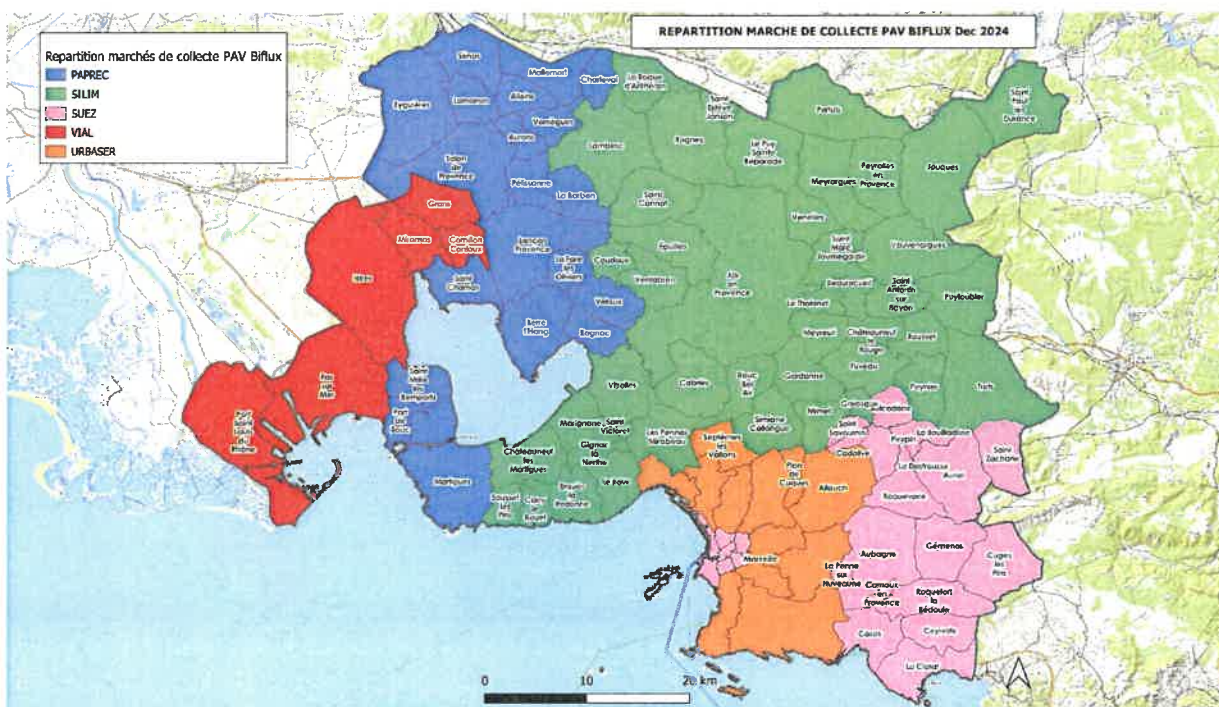 REPARTITION MARCHE DE COLLECTE PAV BIFLUX Dec 2024
Repartition marchés de collecte PAV Biflux
PAPREC
SILIM
SUEZ
VIAL
URBASER
Sénas
Mallemort
Charleval
La Roque
d'Anthéron
Saint
Estève
Janson
Pertuis
Saint
Paul
lès
Durance
Eyguières
Lamanon
Alleins
Vernègues
Aurons
Lambesc
Rognes
Le Puy
Sainte
Réparade
Peyrolles
en
Provence
Jouques
Meyrargues
Salon
de
Provence
Pélissanne
La Barben
Saint
Cannat
Venelles
Grans
Miramas
Cornillon
Confoux
Lançon
Provence
La Fare
les
Oliviers
Coudoux
Eguilles
Ventabren
Aix
en
Provence
Saint
Marc
Jaumegarde
Vauvenargues
Beaurecueil
Saint
Antonin
sur
Bayon
Puyloubier
Le Tholonet
Istres
Saint
Chamas
Velaux
Berre
l'Etang
Rognac
Meyreuil
Châteauneuf
le
Rouge
Rousset
Fuveau
Fos
sur
Mer
Saint
Mitre
les
Remparts
Port
de
Bouc
Vitrolles
Cabriès
Bouc
Bel
Air
Gardanne
Peynier
Trets
Port
Saint
Louis
du
Rhône
Marignane
Saint
Victoret
Gignac
la
Nerthe
Simiane
Collongue
Mimet
Gréasque
Saint
Savournin
Belcodène
Châteauneuf
les
Martigues
Les Pennes
Mirabeau
Septèmes
les
Vallons
Cadolive
Peypin
La Bouilladisse
Saint
Zacharie
La Destrousse
Auriol
Martigues
Sausset
les
Pins
Carry
le
Rouet
Ensuès
la
Redonne
Le Rove
Plan
de
Cuques
Allauch
Roquevaire
Marseille
La Penne
sur
Huveaune
Aubagne
Gémenos
Cuges
les
Pins
Carnoux
en
Provence
Roquefort
la
Bédoule
Cassis
Ceyreste
La Ciotat
0 10 20 km